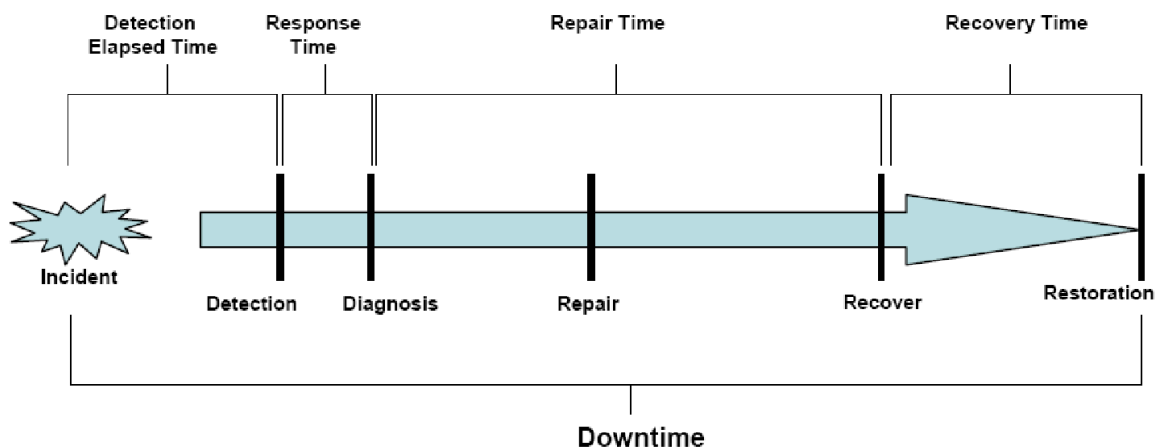 Detection
Elapsed Time
Response
Time
Repair Time
Recovery Time
Incident
Detection
Diagnosis
Repair
Recover
Restoration
Downtime